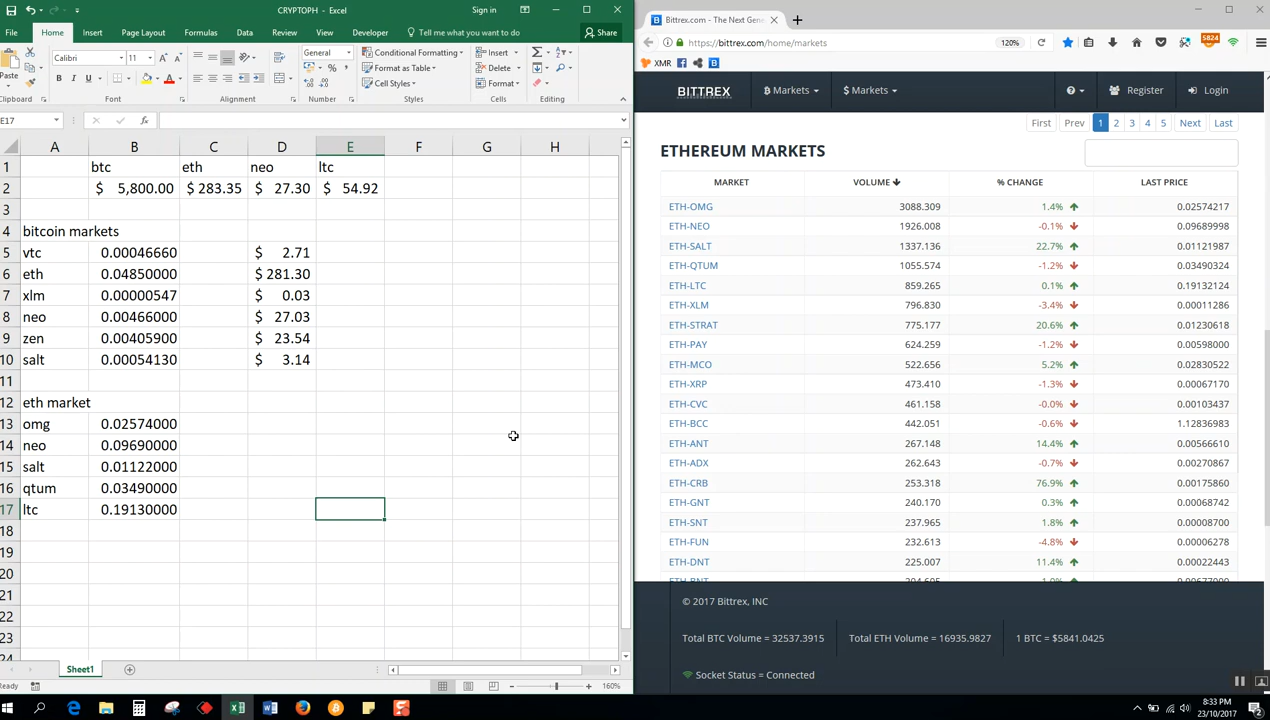 CRYPTOPH - Excel
Sign in
File Home Insert Page Layout Formulas Data Review View Developer Tell me what you want to do Share
Paste
Calibri 11
General
Conditional Formatting
Format as Table
Cell Styles
Insert
Delete
Format
Clipboard Font Alignment Number Styles Cells Editing
E17
A B C D E F G H
1 btc eth neo ltc
2 $ 5,800.00 $ 283.35 $ 27.30 $ 54.92
3
4 bitcoin markets
5 vtc 0.00046660 $ 2.71
6 eth 0.04850000 $ 281.30
7 xlm 0.00000547 $ 0.03
8 neo 0.00466000 $ 27.03
9 zen 0.00405900 $ 23.54
10 salt 0.00054130 $ 3.14
11
12 eth market
13 omg 0.02574000
14 neo 0.09690000
15 salt 0.01122000
16 qtum 0.03490000
17 ltc 0.19130000
18
19
20
21
22
23
24
Sheet1
Ready
160%
Bittrex.com - The Next Gene
https://bittrex.com/home/markets
120%
5824
XMR
BITTREX
Markets
$ Markets
Register
Login
First Prev 1 2 3 4 5 Next Last
ETHEREUM MARKETS
MARKET VOLUME % CHANGE LAST PRICE
ETH-OMG 3088.309 1.4% 0.02574217
ETH-NEO 1926.008 -0.1% 0.09689998
ETH-SALT 1337.136 22.7% 0.01121987
ETH-QTUM 1055.574 -1.2% 0.03490324
ETH-LTC 859.265 0.1% 0.19132124
ETH-XLM 796.830 -3.4% 0.00011286
ETH-STRAT 775.177 20.6% 0.01230618
ETH-PAY 624.259 -1.2% 0.00598000
ETH-MCO 522.656 5.2% 0.02830522
ETH-XRP 473.410 -1.3% 0.00067170
ETH-CVC 461.158 -0.0% 0.00103437
ETH-BCC 442.051 -0.6% 1.12836983
ETH-ANT 267.148 14.4% 0.00566610
ETH-ADX 262.643 -0.7% 0.00270867
ETH-CRB 253.318 76.9% 0.00175860
ETH-GNT 240.170 0.3% 0.00068742
ETH-SNT 237.965 1.8% 0.00008700
ETH-FUN 232.613 -4.8% 0.00006278
ETH-DNT 225.007 11.4% 0.00022443
© 2017 Bittrex, INC
Total BTC Volume = 32537.3915
Total ETH Volume = 16935.9827
1 BTC = $5841.0425
Socket Status = Connected
8:33 PM
23/10/2017